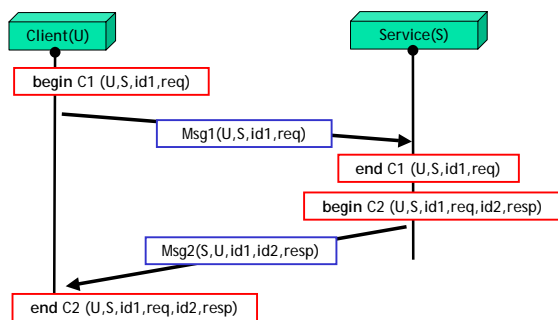 Client(U)
Service(S)
begin C1 (U,S,id1,req)
Msg1(U,S,id1,req)
end C1 (U,S,id1,req)
begin C2 (U,S,id1,req,id2,resp)
Msg2(S,U,id1,id2,resp)
end C2 (U,S,id1,req,id2,resp)